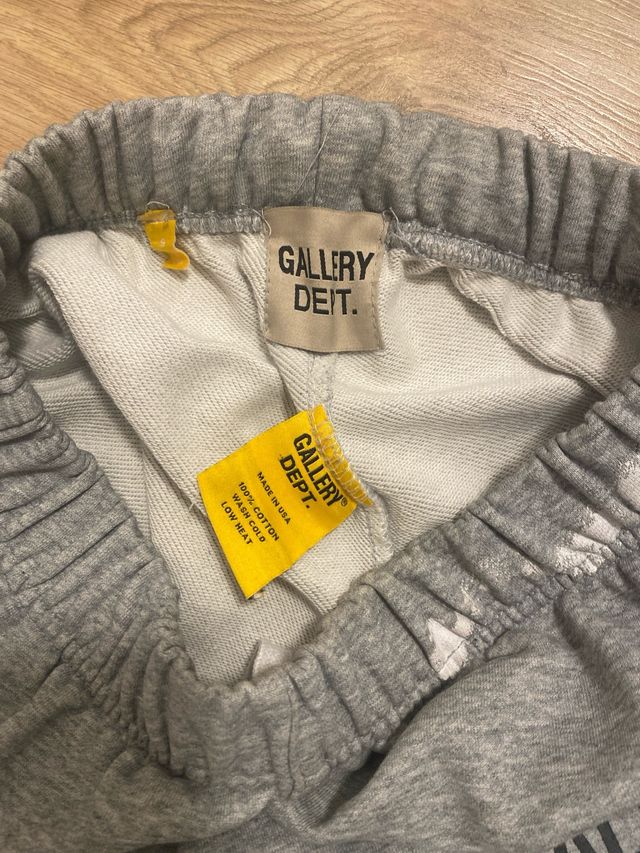 GALLERY
DEPT.
GALLERY®
DEPT.
MADE IN USA
100% COTTON
WASH COLD
LOW HEAT